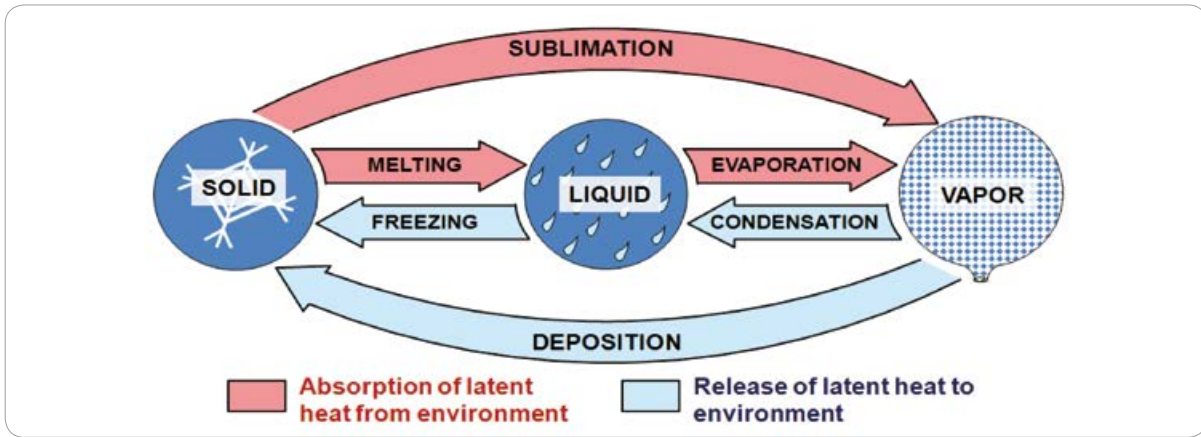 SUBLIMATION
MELTING
EVAPORATION
SOLID
LIQUID
VAPOR
FREEZING
CONDENSATION
DEPOSITION
Absorption of latent
heat from environment
Release of latent heat to
environment